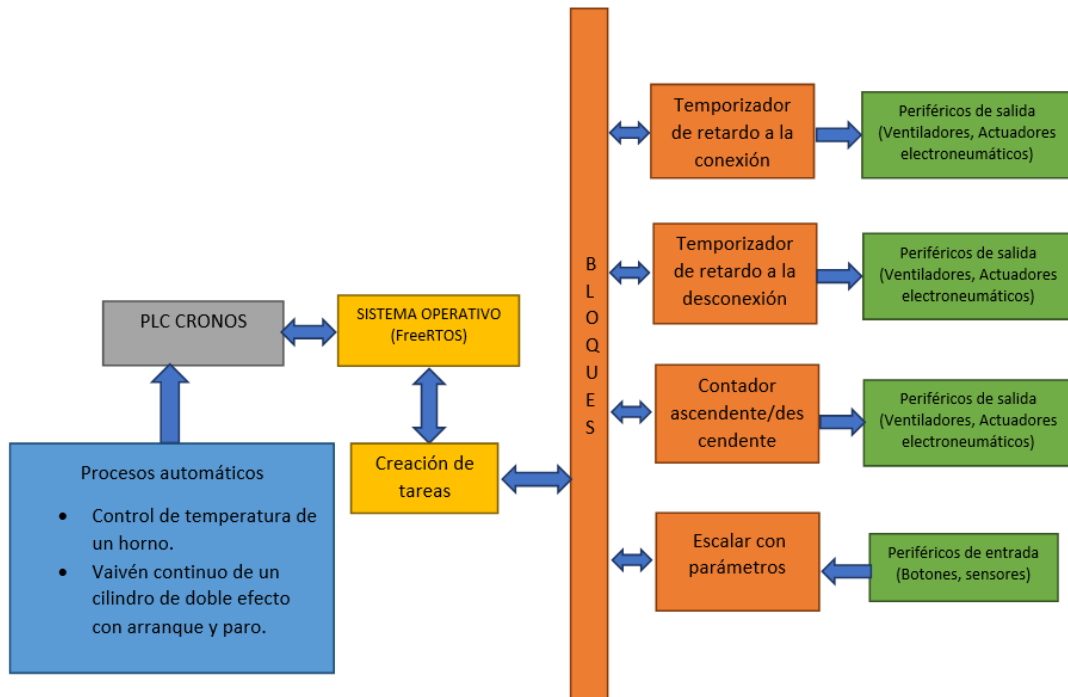 PLC CRONOS
SISTEMA OPERATIVO
(FreeRTOS)
Creación de
tareas
Procesos automáticos
• Control de temperatura de
un horno.
• Vaivén continuo de un
cilindro de doble efecto
con arranque y paro.
B
L
O
Q
U
E
S
Temporizador
de retardo a la
conexión
Periféricos de salida
(Ventiladores, Actuadores
electroneumáticos)
Temporizador
de retardo a la
desconexión
Periféricos de salida
(Ventiladores, Actuadores
electroneumáticos)
Contador
ascendente/des
cendente
Periféricos de salida
(Ventiladores, Actuadores
electroneumáticos)
Escalar con
parámetros
Periféricos de entrada
(Botones, sensores)